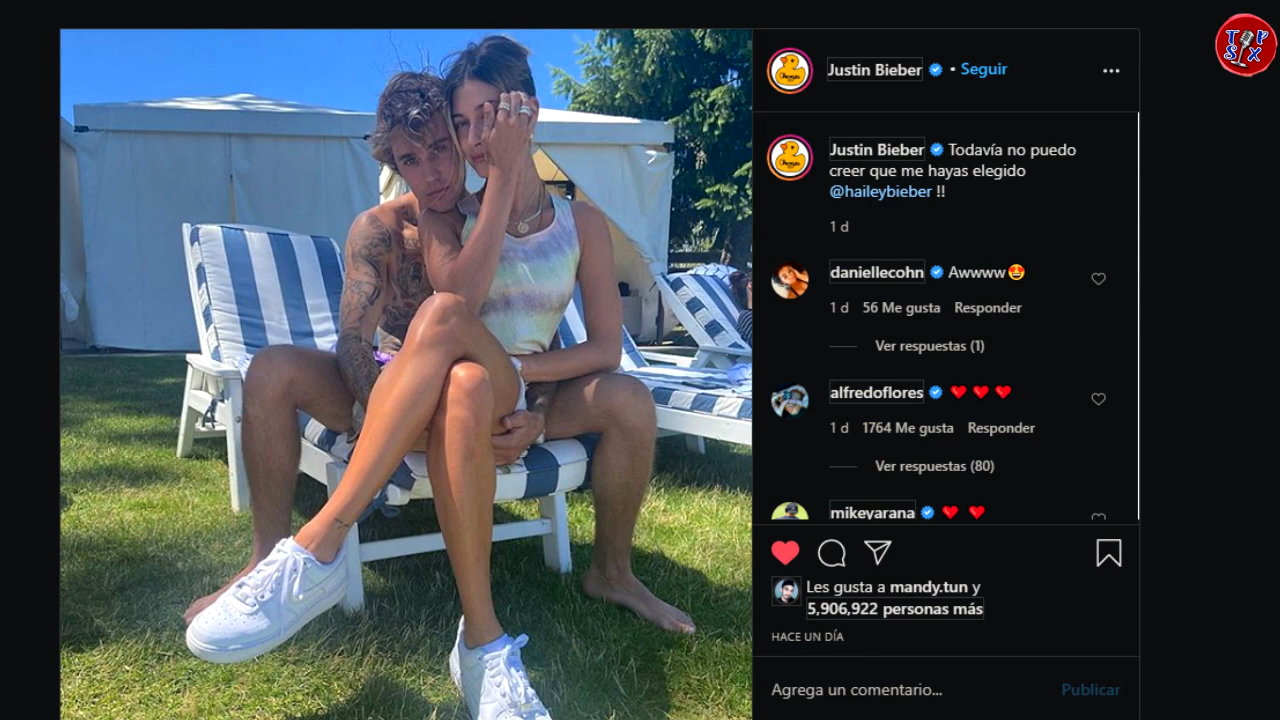 TOP
SIX
Justin Bieber • Seguir
Justin Bieber Todavía no puedo
creer que me hayas elegido
@haileybieber !!
1 d
daniellecohn Awwww🤩
1 d 56 Me gusta Responder
Ver respuestas (1)
alfredoflores ❤️ ❤️ ❤️
1 d 1764 Me gusta Responder
Ver respuestas (80)
mikeyarana ❤️ ❤️
Les gusta a mandy.tun y
5,906,922 personas más
HACE UN DÍA
Agrega un comentario... Publicar